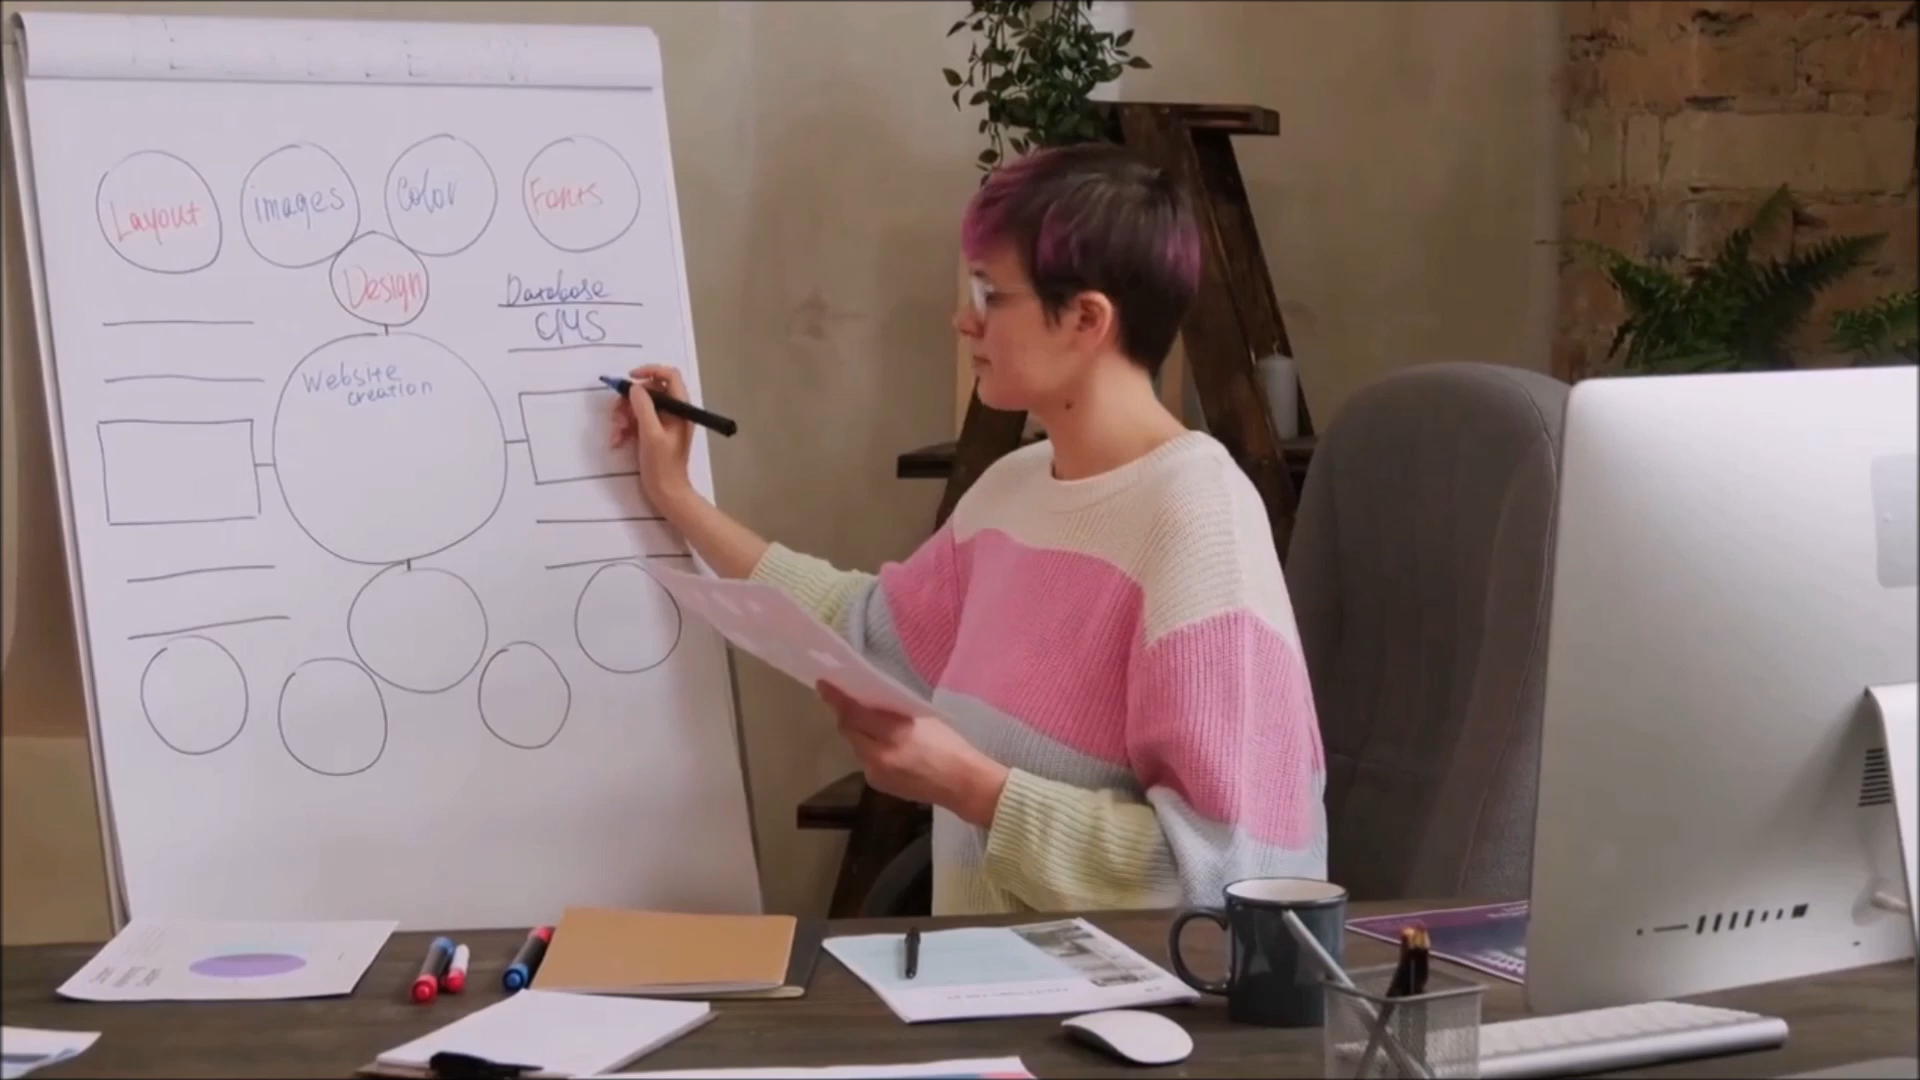 Layout
images
Color
Fonts
Design
Database
CMS
Website
creation